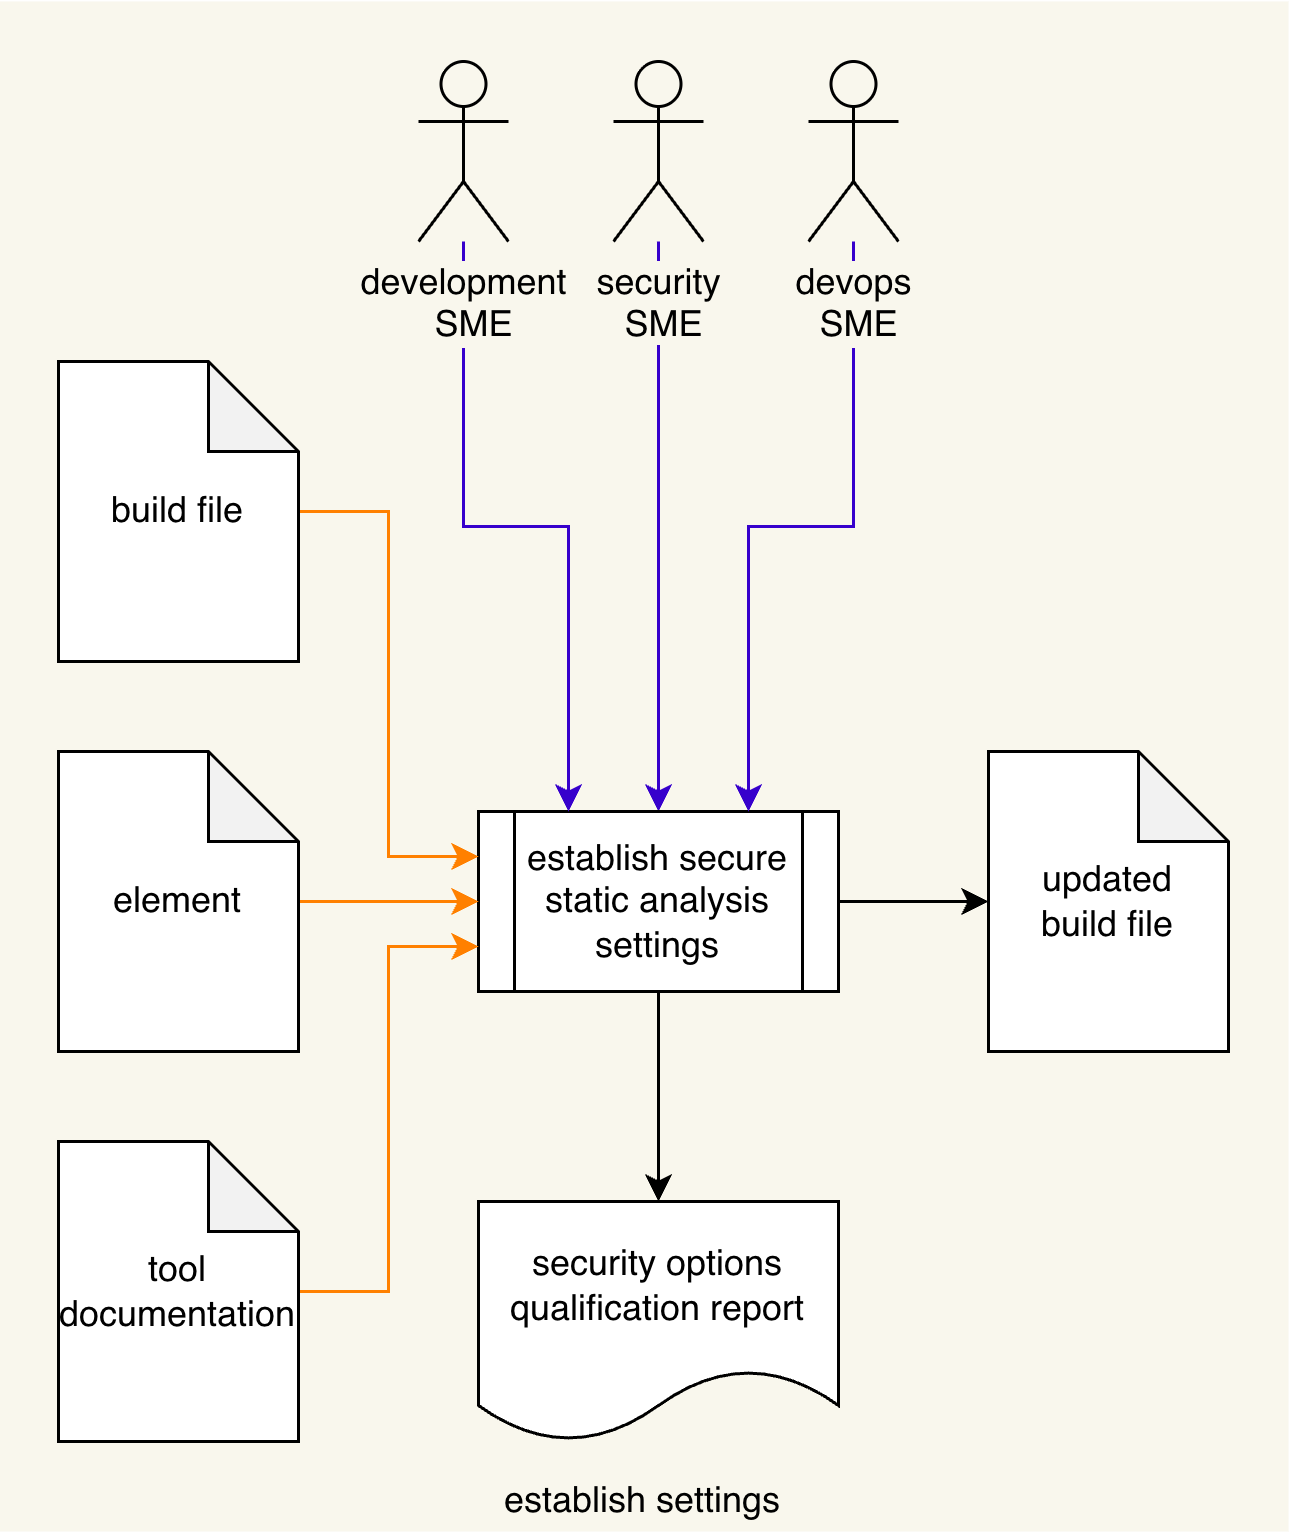 development
SME
security
SME
devops
SME
build file
element
tool
documentation
establish secure
static analysis
settings
updated
build file
security options
qualification report
establish settings